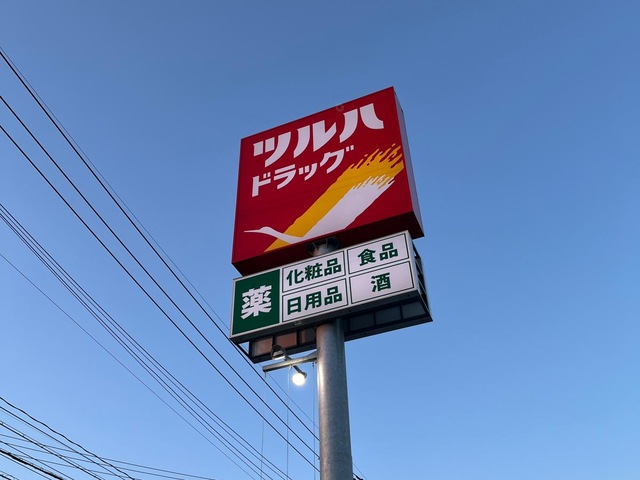 ツルハ
ドラッグ
薬
化粧品 食品
日用品 酒